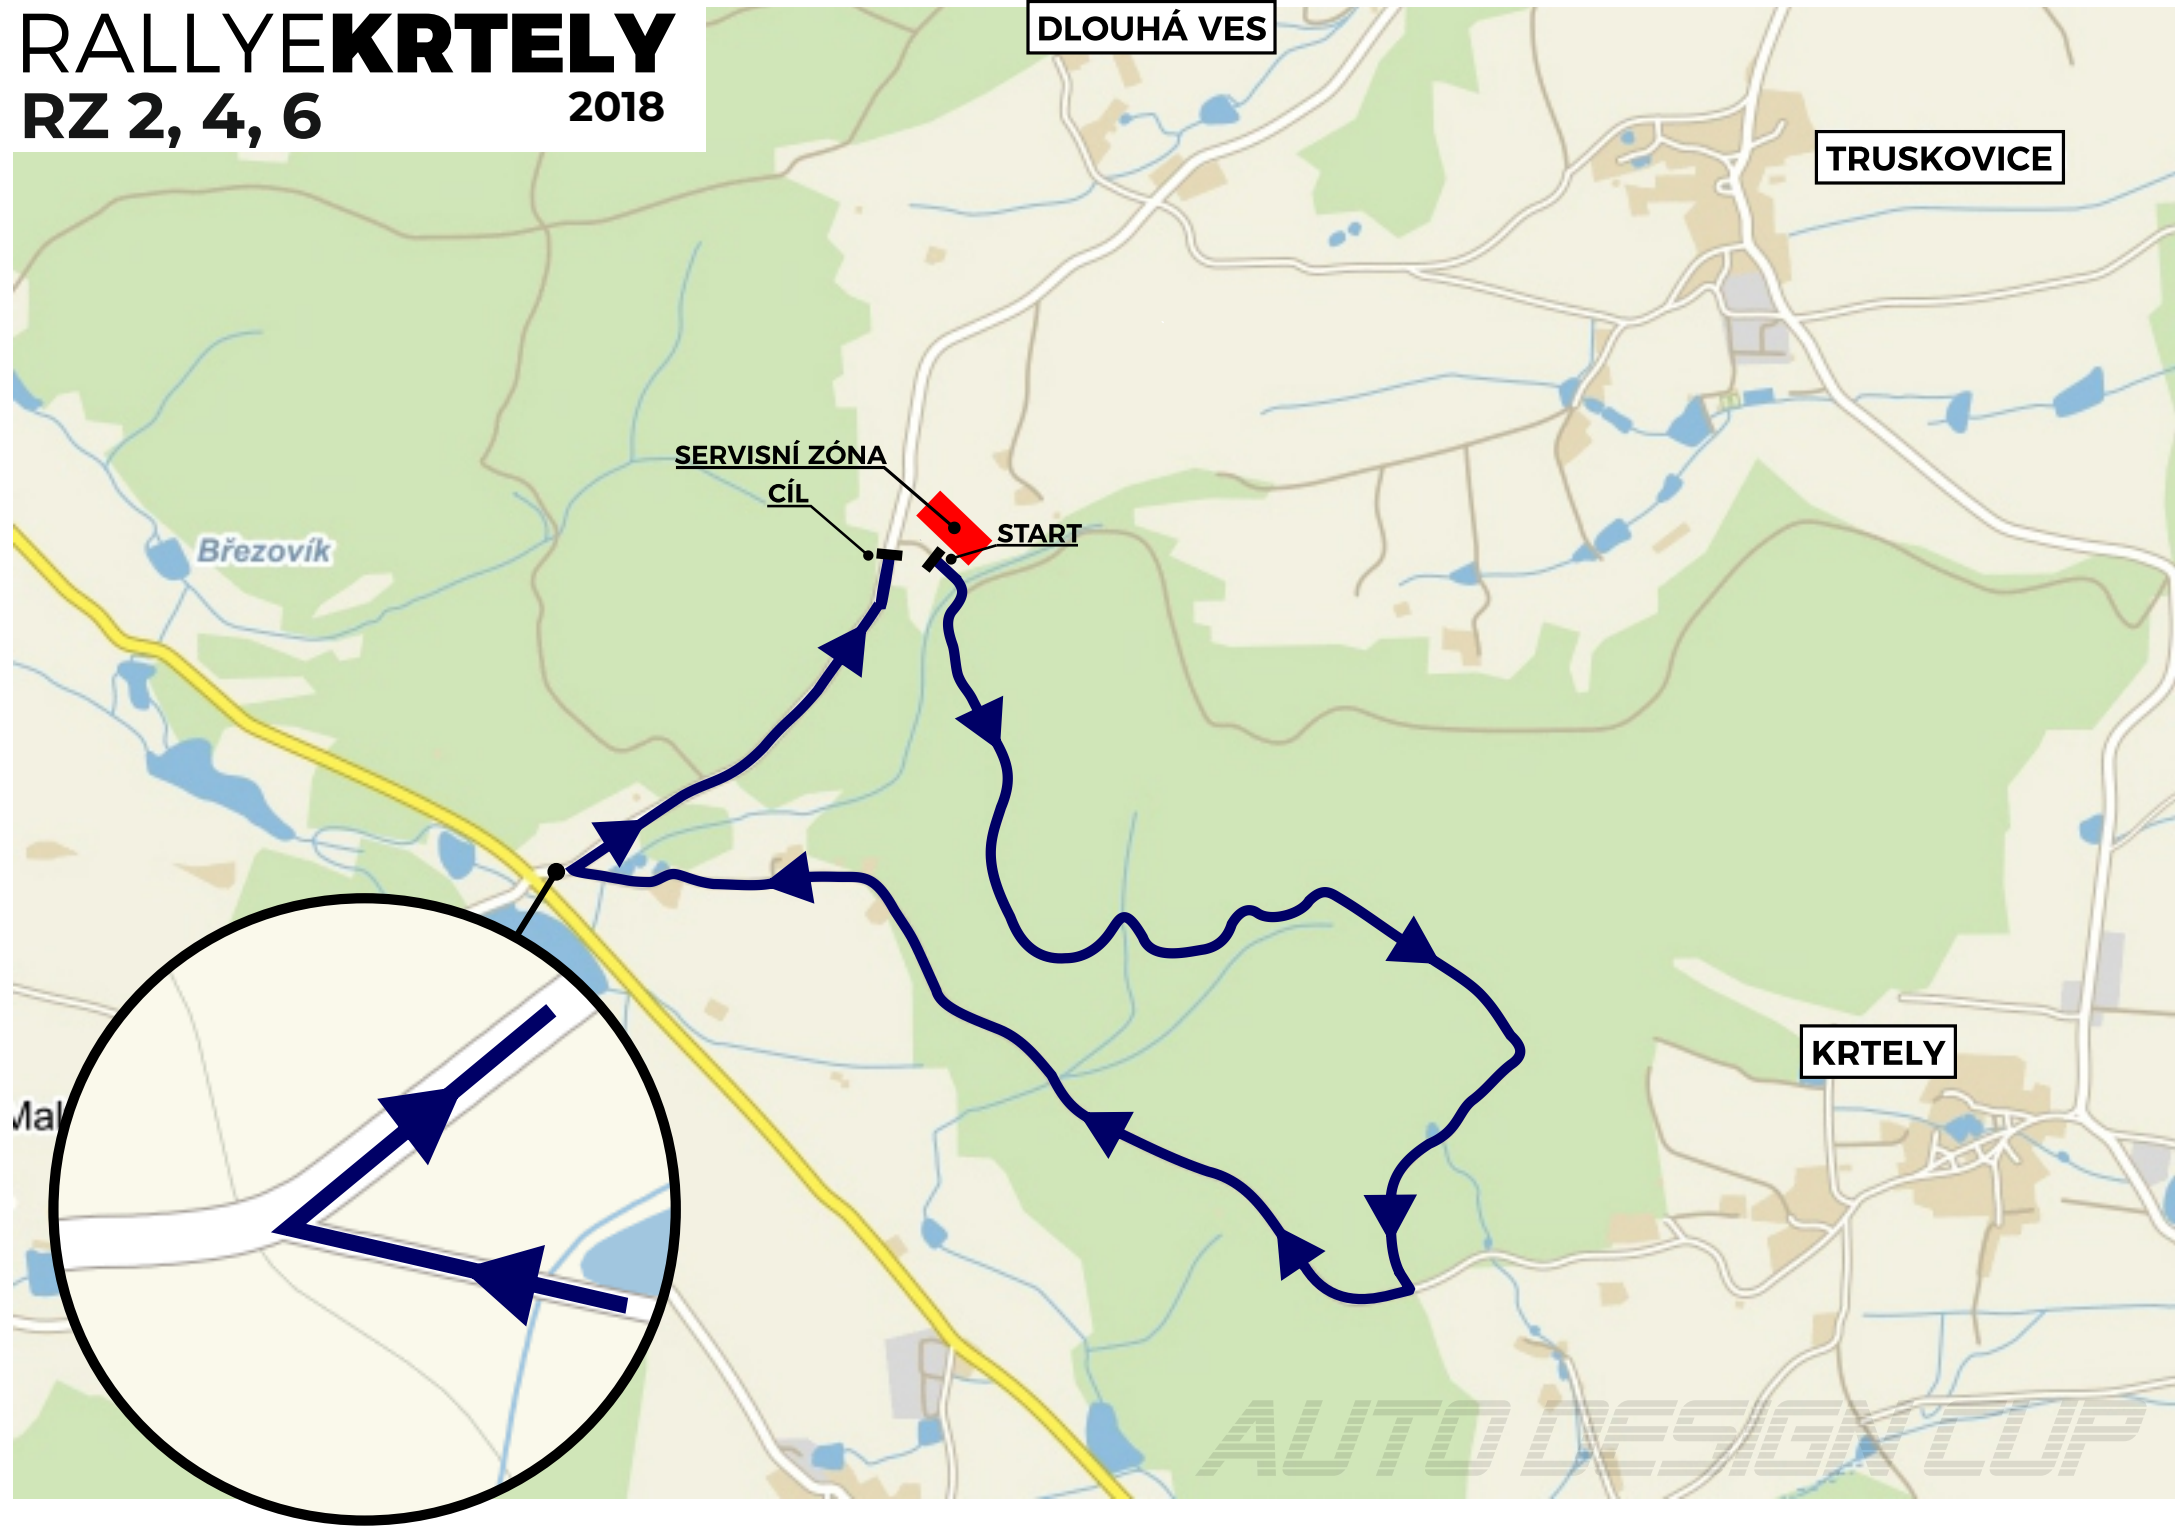 RALLYEKRTELY
RZ 2, 4, 6
2018
DLOUHÁ VES
TRUSKOVICE
SERVISNÍ ZÓNA
CÍL
START
Březovík
KRTELY
AUTO DESIGN CUP